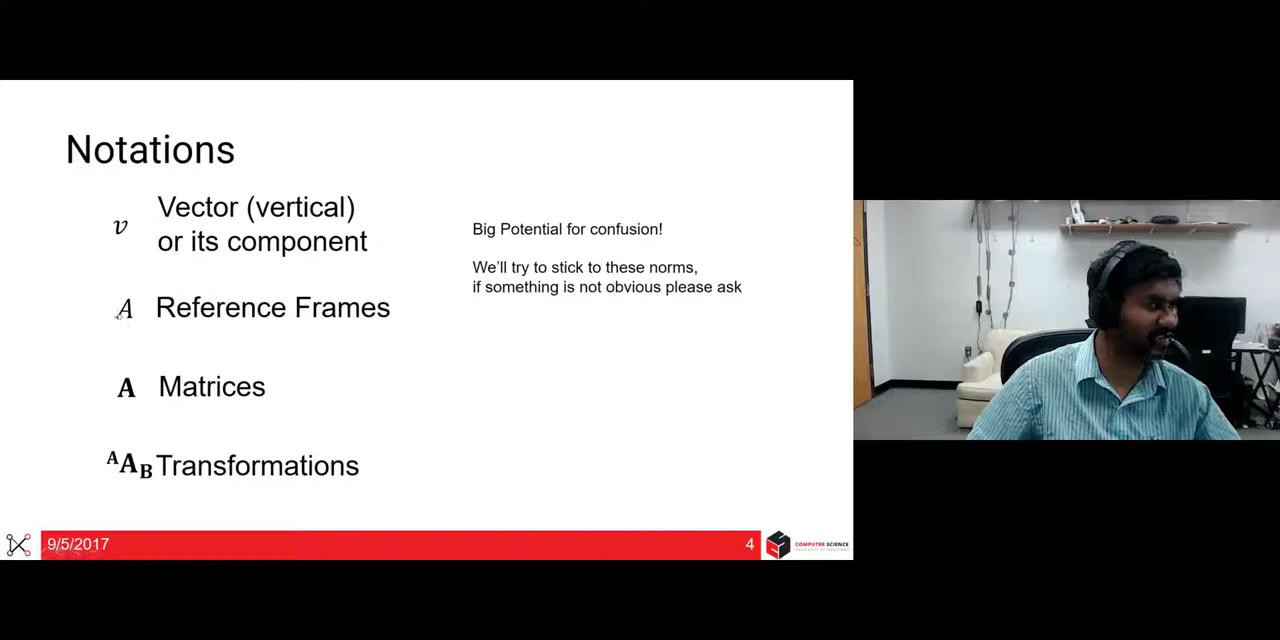 Notations
v Vector (vertical)
or its component
A Reference Frames
A Matrices
ᴬA_B Transformations
Big Potential for confusion!
We'll try to stick to these norms,
if something is not obvious please ask
9/5/2017
4
COMPUTER SCIENCE